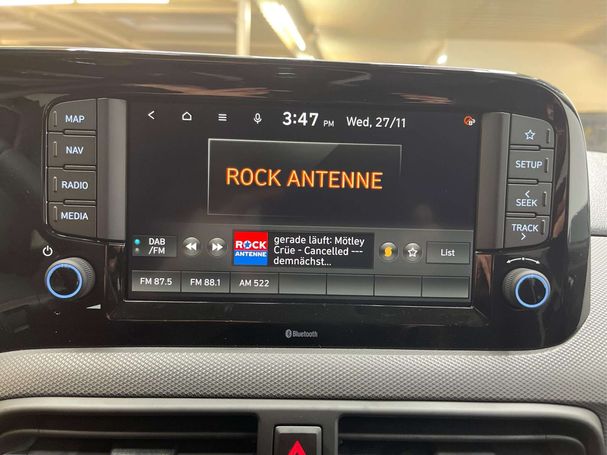 MAP
NAV
RADIO
MEDIA
3:47 PM Wed, 27/11
ROCK ANTENNE
DAB
/FM
ROCK
ANTENNE
gerade läuft: Mötley
Crüe - Cancelled ---
demnächst...
List
FM 87.5 FM 88.1 AM 522
SETUP
SEEK
TRACK
Bluetooth